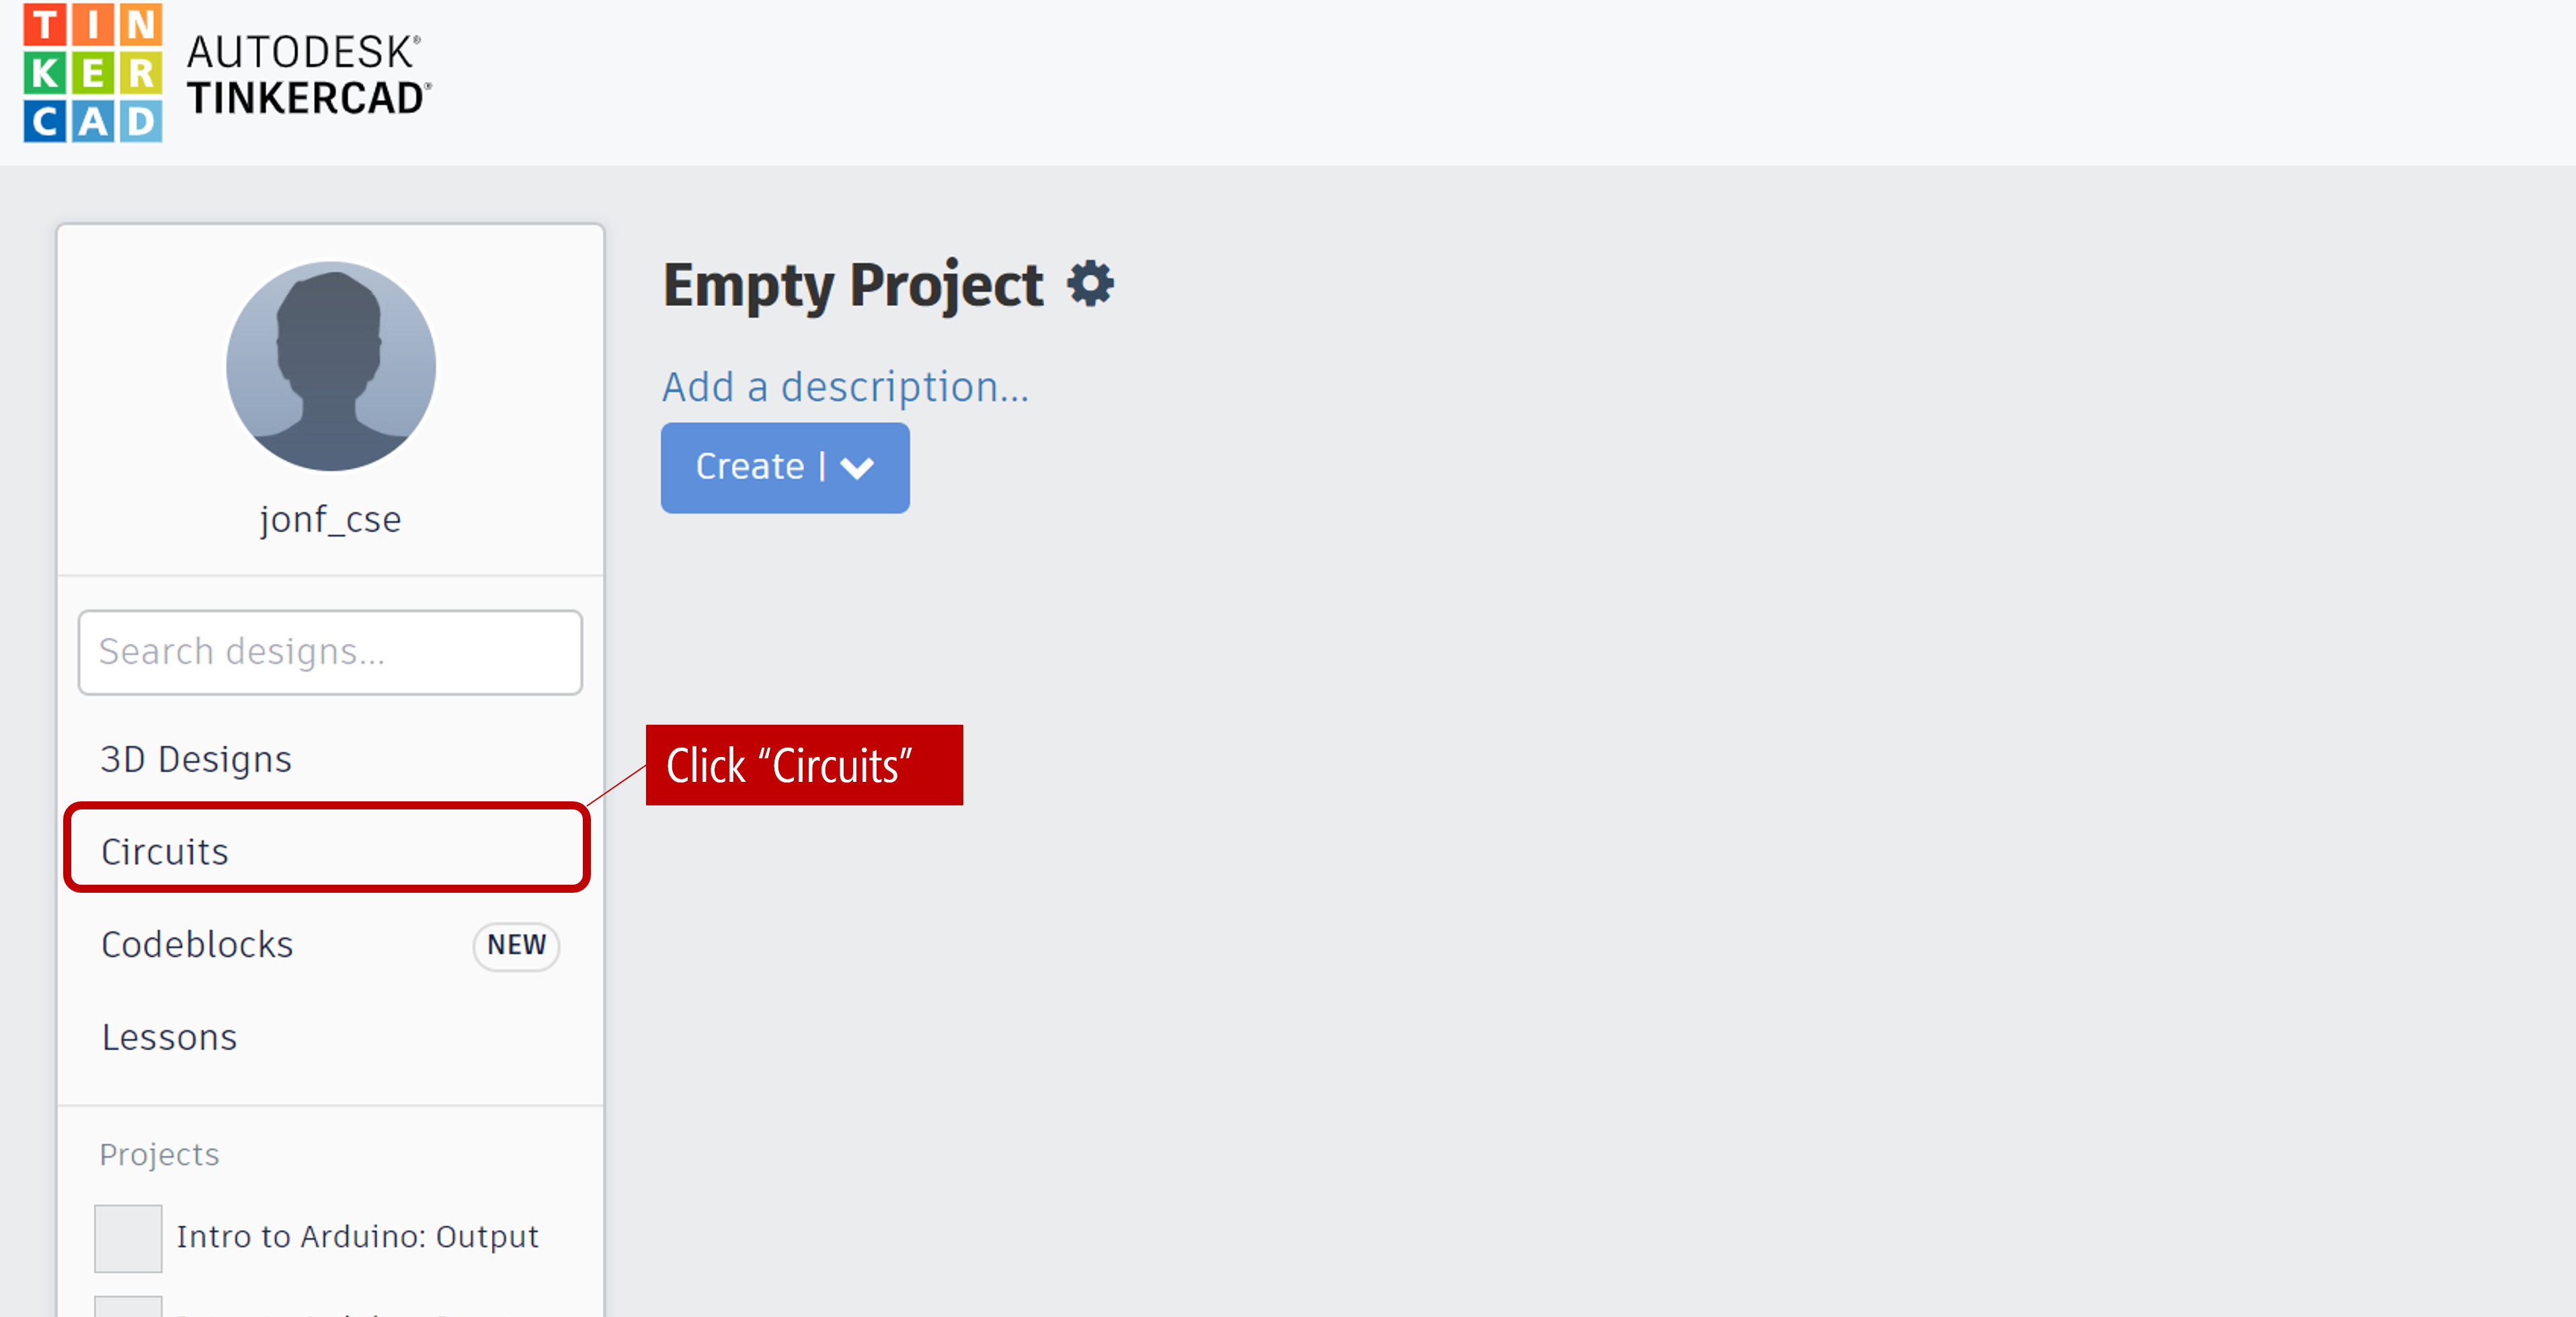 TIN
KER
CAD
AUTODESK®
TINKERCAD®
jonf_cse
Search designs...
3D Designs
Circuits
Codeblocks NEW
Lessons
Projects
Intro to Arduino: Output
Empty Project
Add a description...
Create |
Click “Circuits”